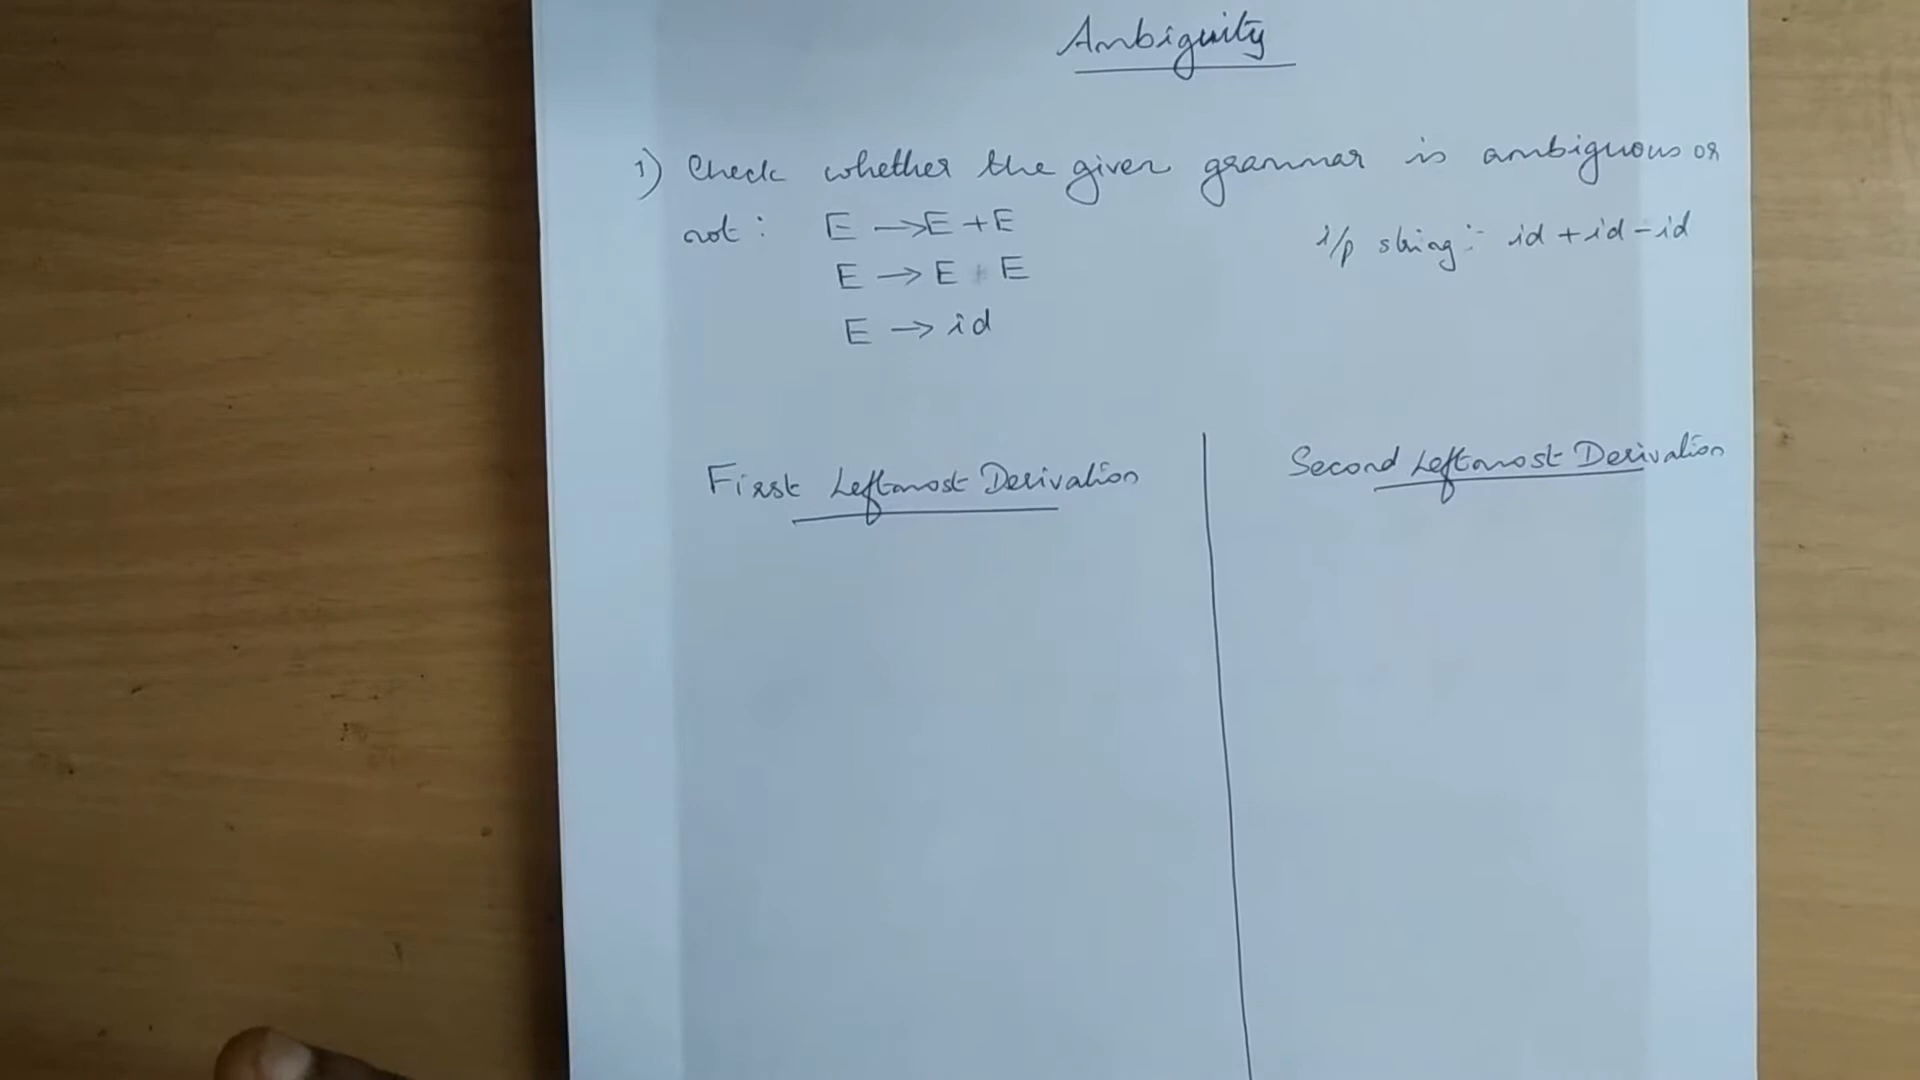 Ambiguity
1) Check whether the given grammar is ambiguous or
not : E → E + E i/p string :- id + id - id
E → E E
E → id
First Leftmost Derivation Second Leftmost Derivation